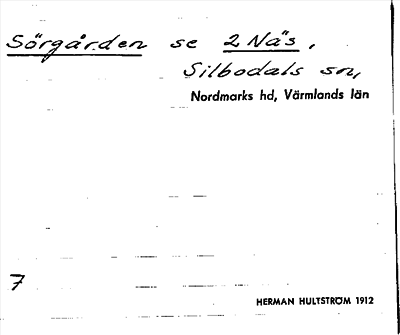 Sörgården se 2 Näs,
Silbodals sn,
Nordmarks hd, Värmlands län
7
HERMAN HULTSTRÖM 1912